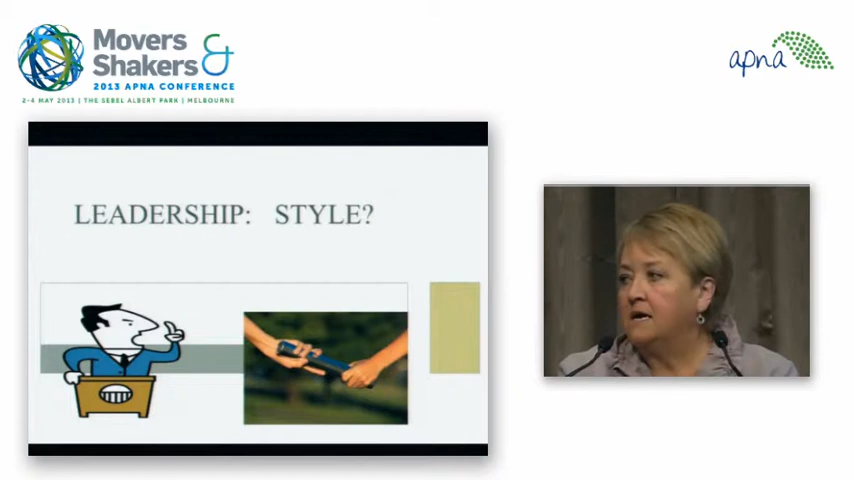 Movers
Shakers &
2013 APNA CONFERENCE
2-4 MAY 2013 | THE SEBEL ALBERT PARK | MELBOURNE
apna
LEADERSHIP: STYLE?